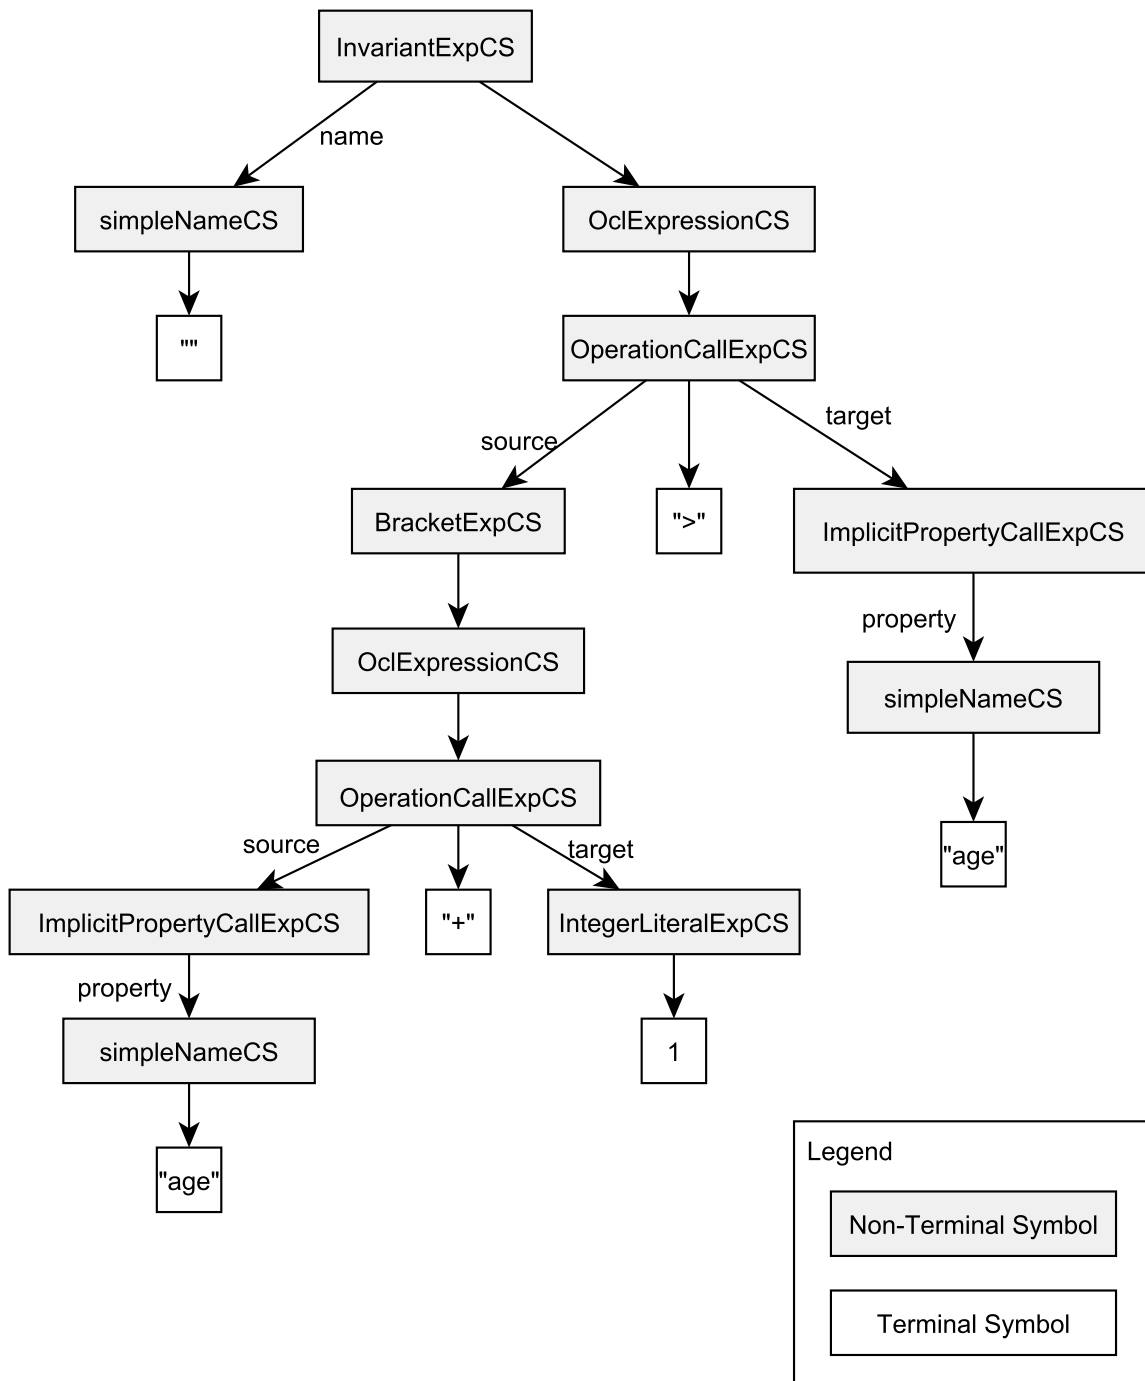 InvariantExpCS
name
simpleNameCS
OclExpressionCS
""
OperationCallExpCS
source
target
BracketExpCS
">"
ImplicitPropertyCallExpCS
property
OclExpressionCS
simpleNameCS
OperationCallExpCS
source
target
"age"
ImplicitPropertyCallExpCS
"+"
IntegerLiteralExpCS
property
simpleNameCS
1
"age"
Legend
Non-Terminal Symbol
Terminal Symbol